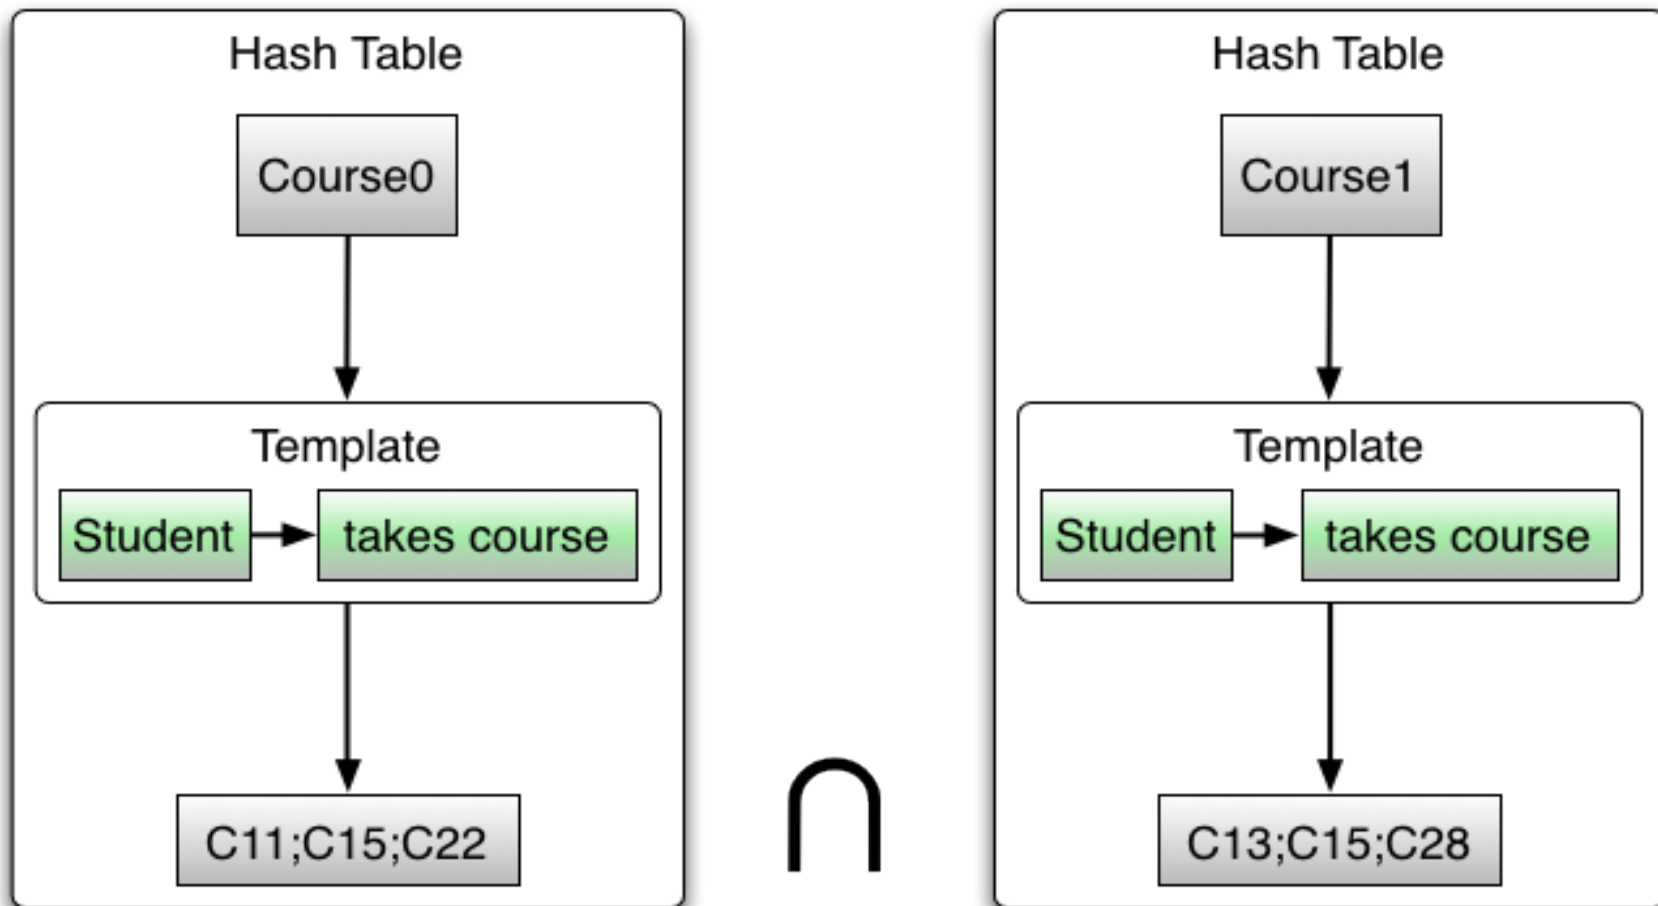 Hash Table
Course0
Template
Student
takes course
C11;C15;C22
∩
Hash Table
Course1
Template
Student
takes course
C13;C15;C28